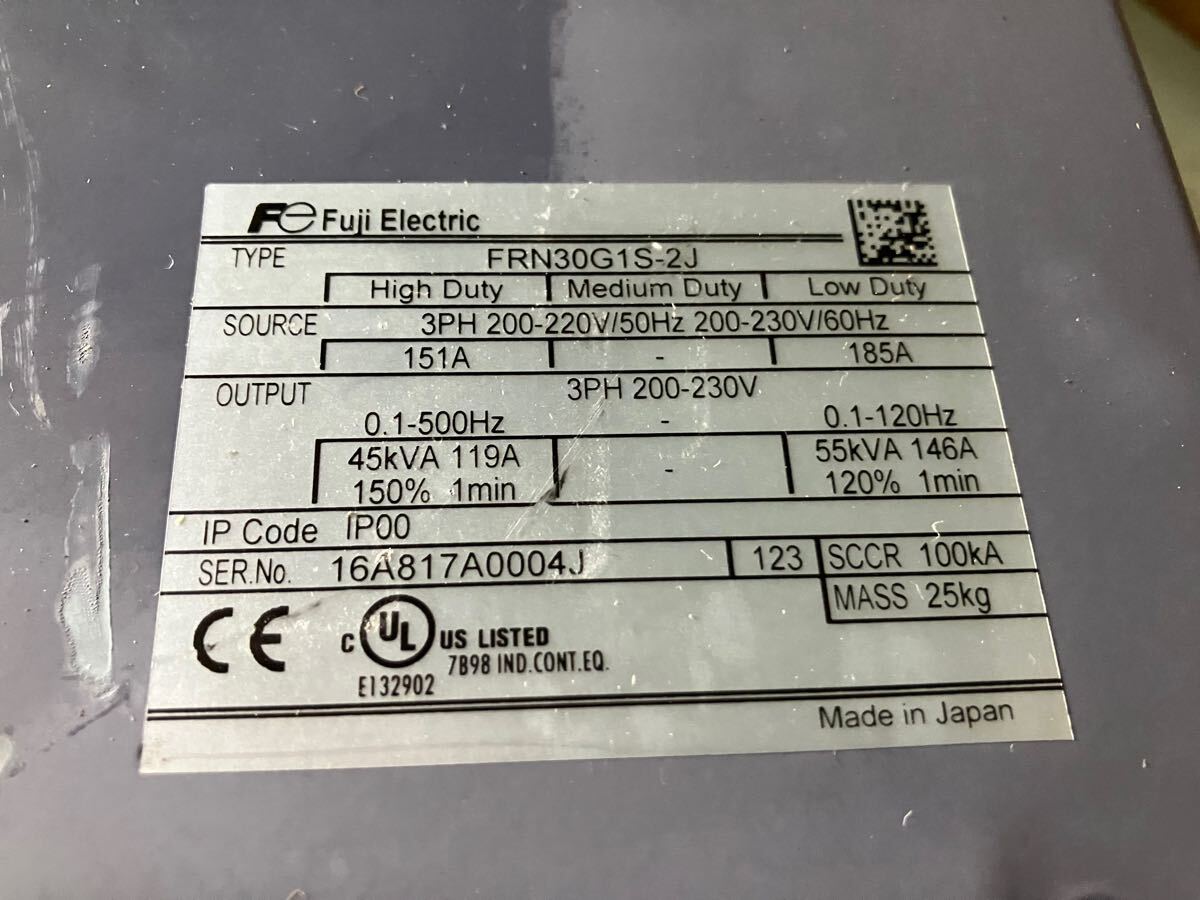 Fe Fuji Electric
TYPE FRN30G1S-2J
High Duty Medium Duty Low Duty
SOURCE 3PH 200-220V/50Hz 200-230V/60Hz
151A - 185A
OUTPUT 3PH 200-230V
0.1-500Hz - 0.1-120Hz
45kVA 119A - 55kVA 146A
150% 1min 120% 1min
IP Code IP00
SER.No. 16A817A0004J 123 SCCR 100kA
MASS 25kg
CE C UL US LISTED
7B98 IND.CONT.EQ.
E132902
Made in Japan